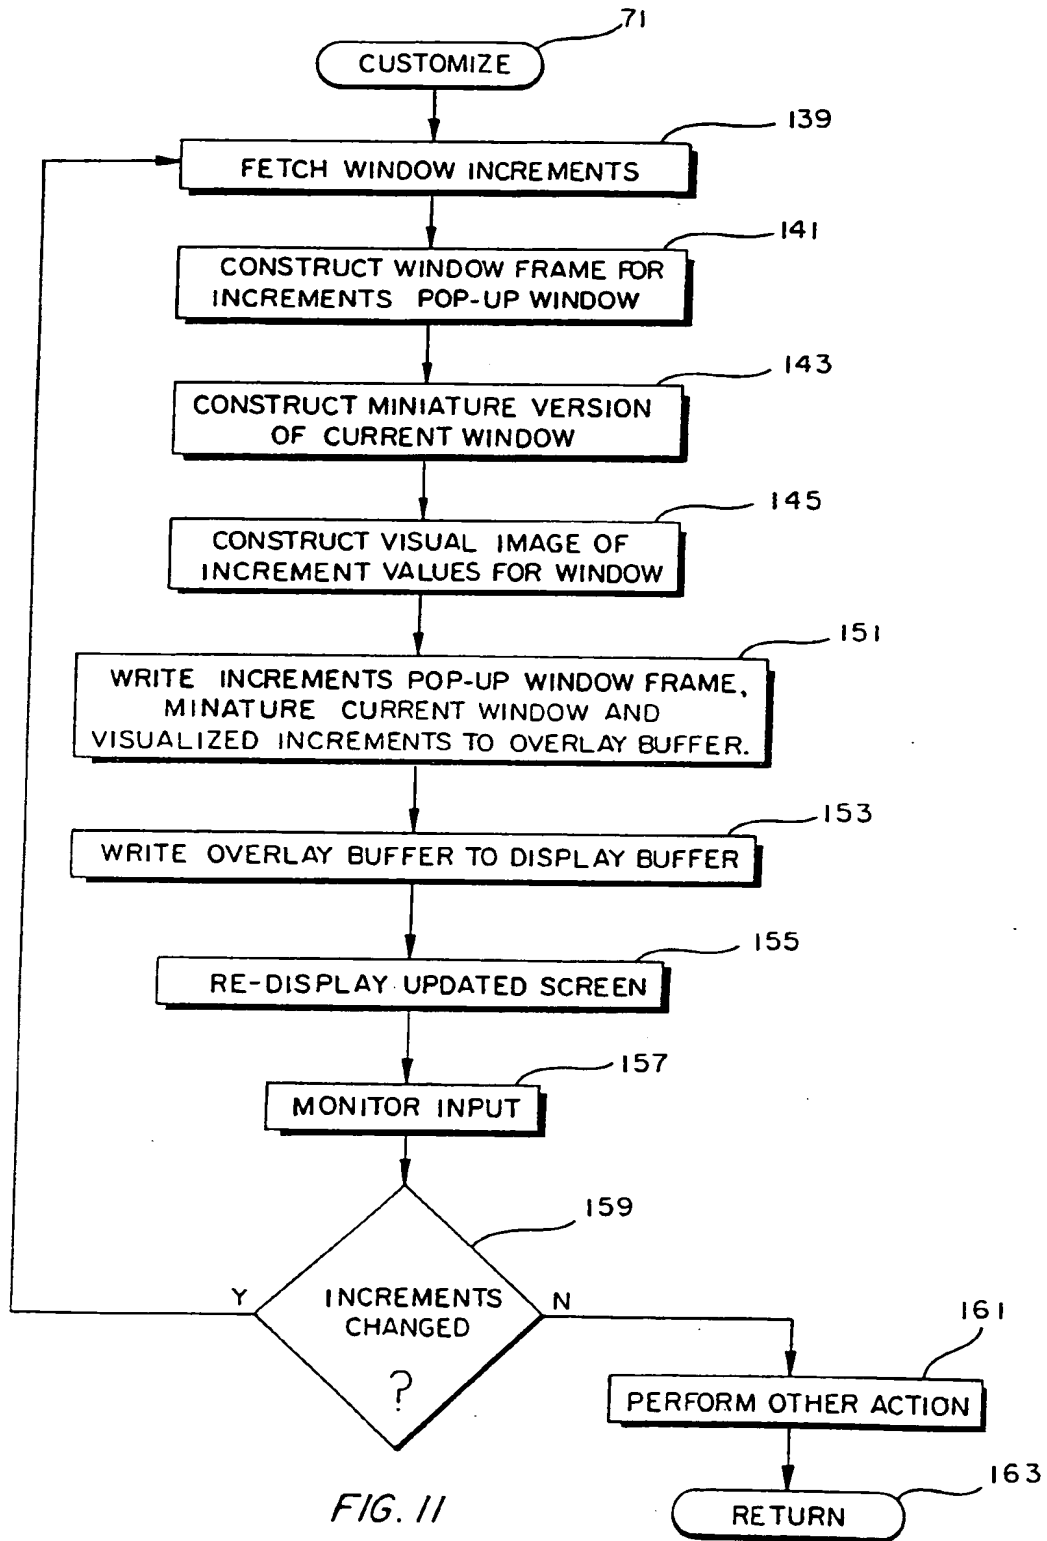 71
CUSTOMIZE
139
FETCH WINDOW INCREMENTS
141
CONSTRUCT WINDOW FRAME FOR
INCREMENTS POP-UP WINDOW
143
CONSTRUCT MINIATURE VERSION
OF CURRENT WINDOW
145
CONSTRUCT VISUAL IMAGE OF
INCREMENT VALUES FOR WINDOW
151
WRITE INCREMENTS POP-UP WINDOW FRAME,
MINATURE CURRENT WINDOW AND
VISUALIZED INCREMENTS TO OVERLAY BUFFER.
153
WRITE OVERLAY BUFFER TO DISPLAY BUFFER
155
RE-DISPLAY UPDATED SCREEN
157
MONITOR INPUT
159
Y
INCREMENTS
CHANGED
?
N
161
PERFORM OTHER ACTION
163
RETURN
FIG. 11